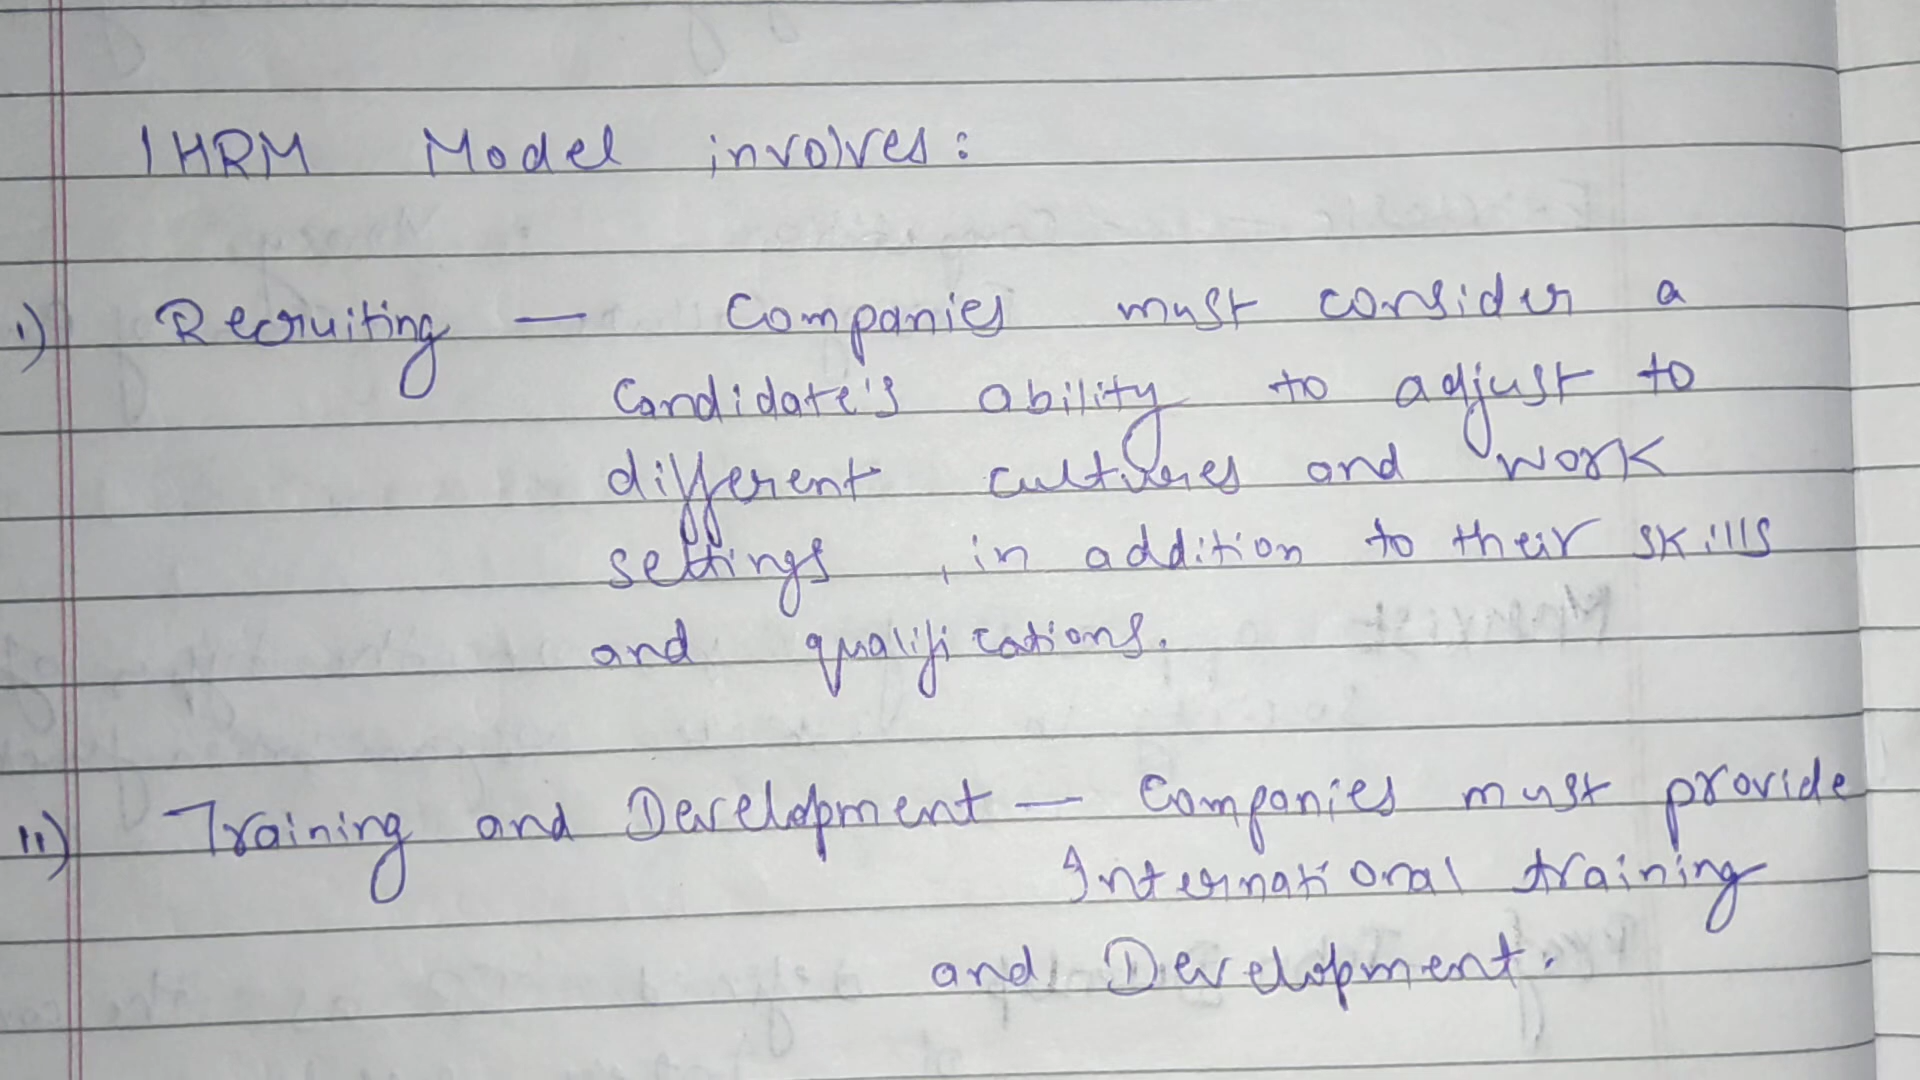 IHRM Model involves:
i) Recruiting — Companies must consider a
Candidate's ability to adjust to
different cultures and work
settings, in addition to their skills
and qualifications.
ii) Training and Development — Companies must provide
International training
and Development.